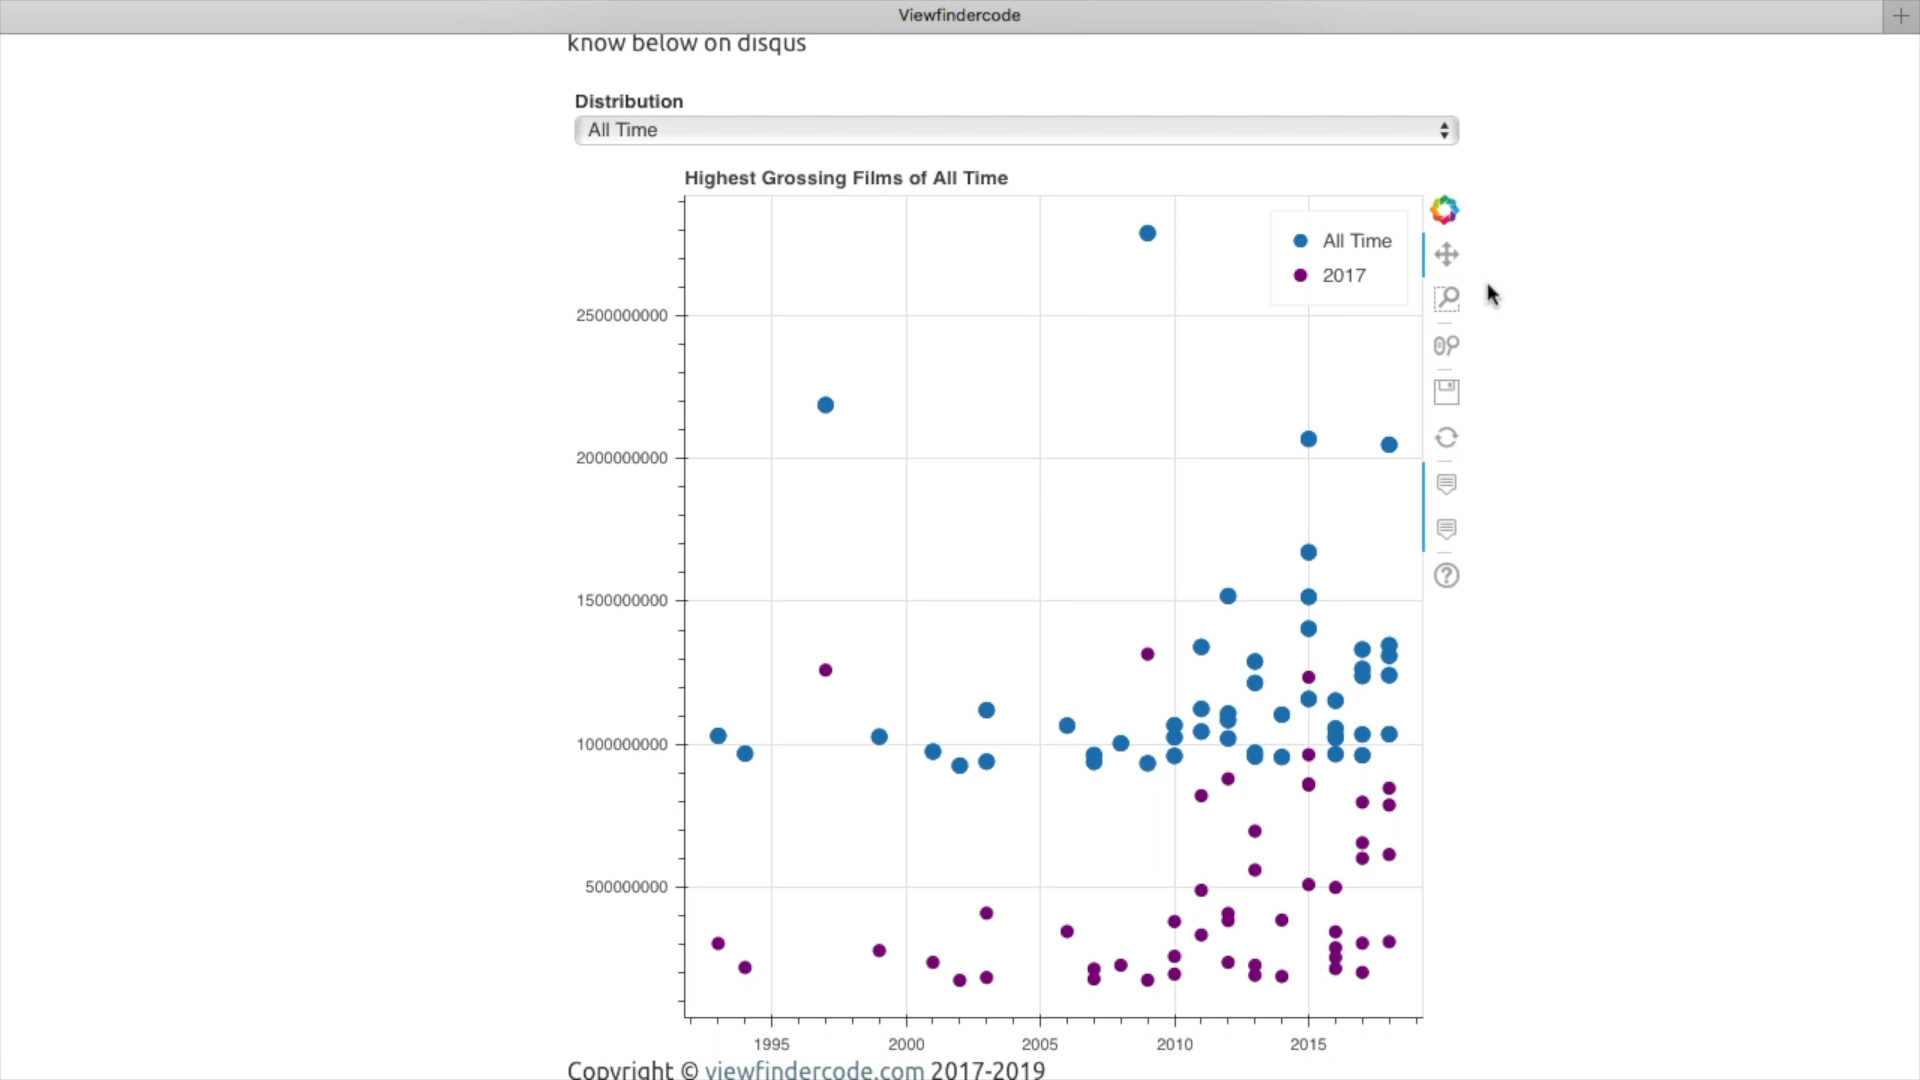 Viewfindercode
know below on disqus
Distribution
All Time
Highest Grossing Films of All Time
All Time
2017
2500000000
2000000000
1500000000
1000000000
500000000
1995 2000 2005 2010 2015
Copyright © viewfindercode.com 2017-2019